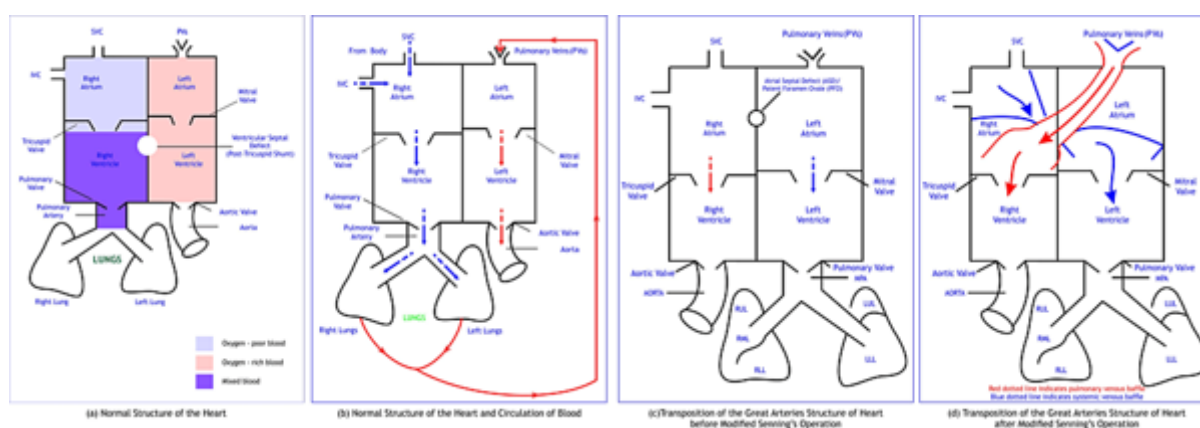 SVC
PVs
IVC
Right
Atrium
Left
Atrium
Mitral
Valve
Tricuspid
Valve
Right
Ventricle
Left
Ventricle
Ventricular Septal
Defect
(Post-Tricuspid Shunt)
Pulmonary
Valve
Pulmonary
Artery
Aortic Valve
Aorta
LUNGS
Right Lung
Left Lung
Oxygen - poor blood
Oxygen - rich blood
Mixed blood
(a) Normal Structure of the Heart
SVC
From Body
Pulmonary Veins(PVs)
IVC
Right
Atrium
Left
Atrium
Tricuspid
Valve
Mitral
Valve
Right
Ventricle
Left
Ventricle
Pulmonary
Valve
Pulmonary
Artery
Aortic Valve
Aorta
Right Lungs
LUNGS
Left Lungs
(b) Normal Structure of the Heart and Circulation of Blood
SVC
Pulmonary Veins(PVs)
IVC
Atrial Septal Defect (ASD)/
Patent Foramen Ovale (PFO)
Right
Atrium
Left
Atrium
Tricuspid
Valve
Mitral
Valve
Right
Ventricle
Left
Ventricle
Aortic Valve
AORTA
Pulmonary Valve
MPA
RUL
RML
RLL
LUL
LLL
(c)Transposition of the Great Arteries Structure of Heart
before Modified Senning's Operation
SVC
Pulmonary Veins (PVs)
IVC
Right
Atrium
Left
Atrium
Tricuspid
Valve
Mitral
Valve
Right
Ventricle
Left
Ventricle
Aortic Valve
AORTA
Pulmonary Valve
MPA
RUL
RML
RLL
LUL
LLL
Red dotted line indicates pulmonary venous baffle
Blue dotted line indicates systemic venous baffle
(d) Transposition of the Great Arteries Structure of Heart
after Modified Senning's Operation